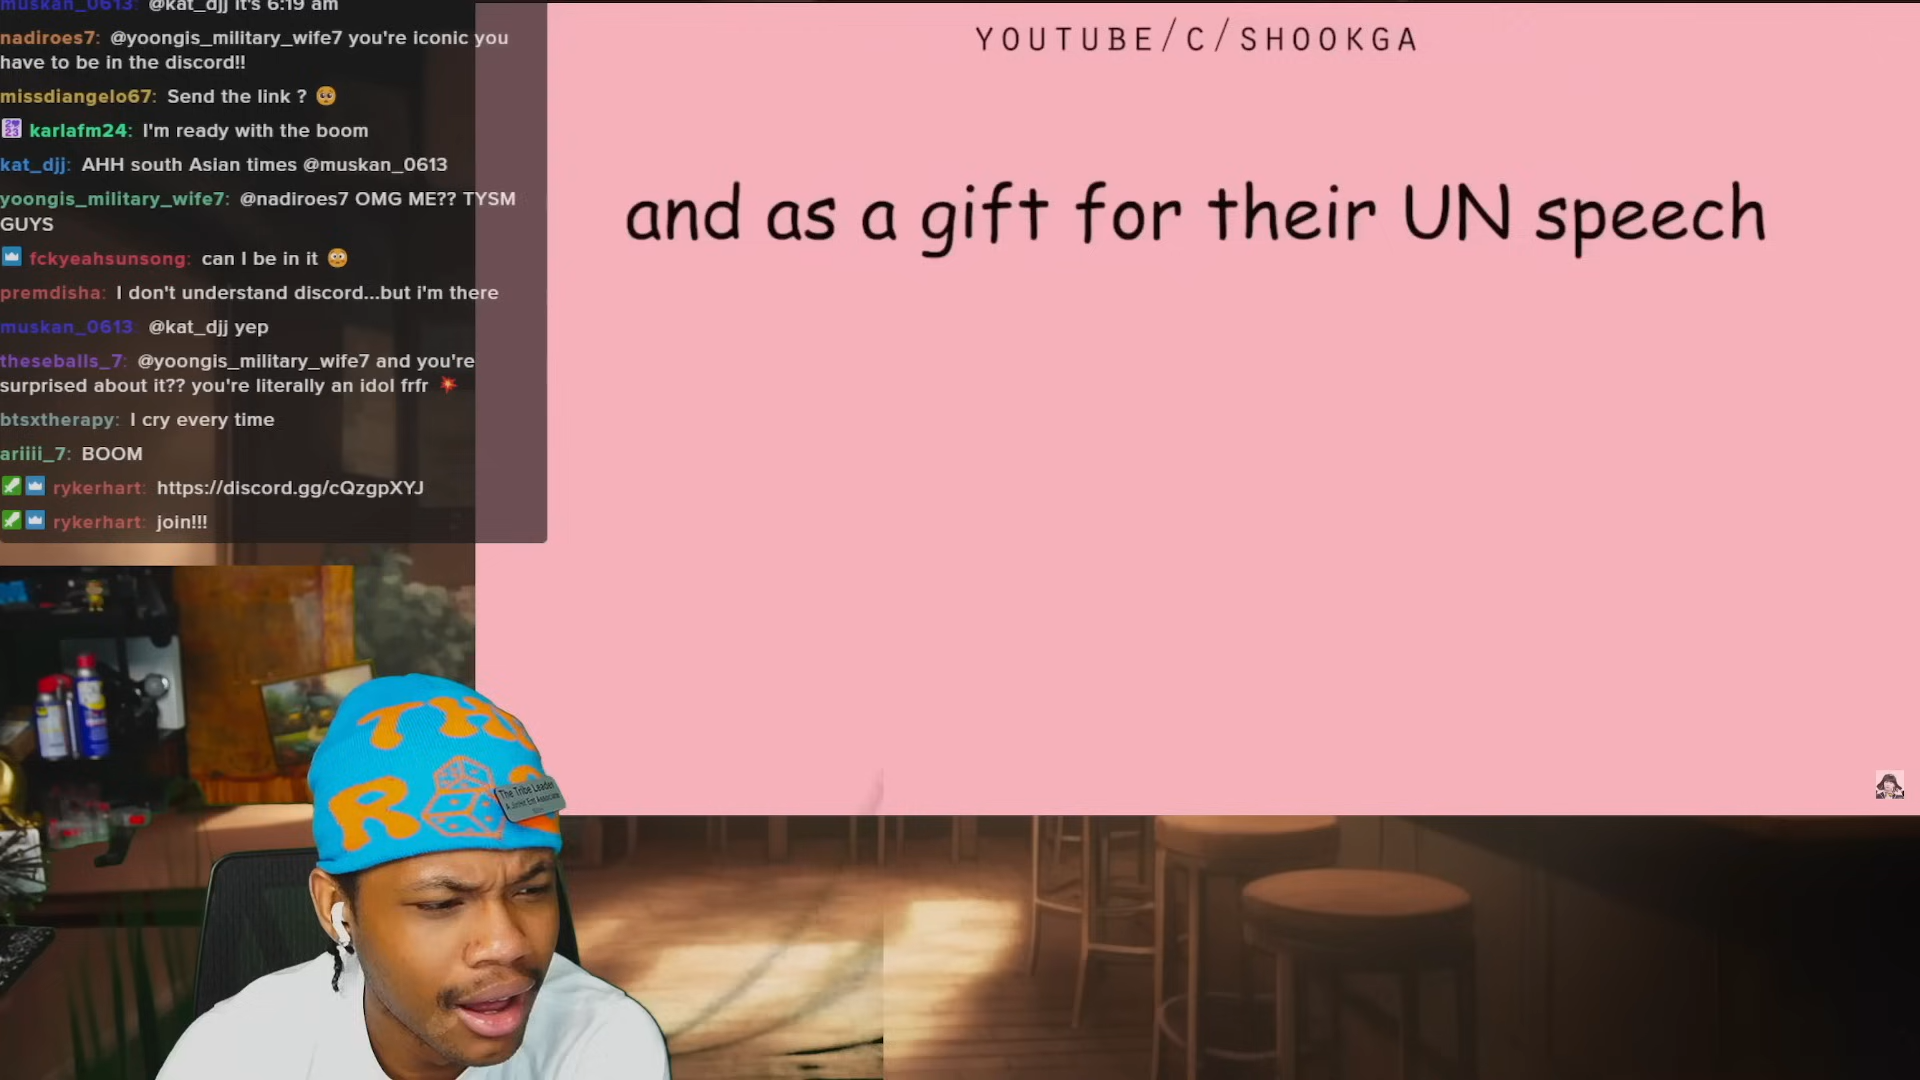 muskan_0613: @kat_djj it's 6:19 am
nadiroes7: @yoongis_military_wife7 you're iconic you
have to be in the discord!!
missdiangelo67: Send the link ? 🥺
karlafm24: I'm ready with the boom
kat_djj: AHH south Asian times @muskan_0613
yoongis_military_wife7: @nadiroes7 OMG ME?? TYSM
GUYS
fckyeahsunsong: can I be in it 🥺
premdisha: I don't understand discord...but i'm there
muskan_0613: @kat_djj yep
theseballs_7: @yoongis_military_wife7 and you're
surprised about it?? you're literally an idol frfr 💥
btsxtherapy: I cry every time
ariiii_7: BOOM
rykerhart: https://discord.gg/cQzgpXYJ
rykerhart: join!!!
YOUTUBE/C/SHOOKGA
and as a gift for their UN speech
TH
R
The Tribe Leader